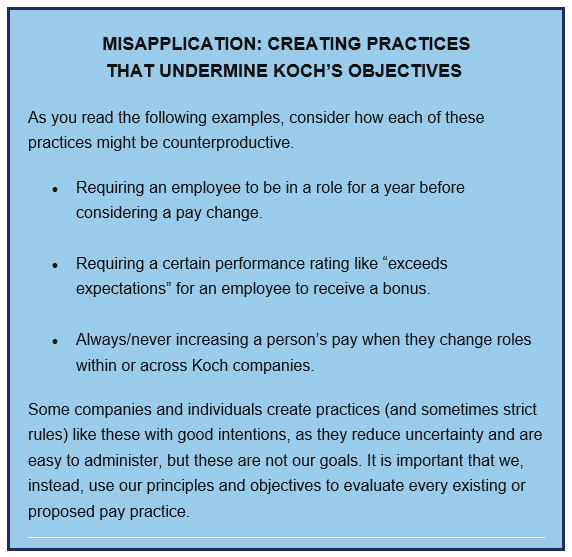 MISAPPLICATION: CREATING PRACTICES
THAT UNDERMINE KOCH’S OBJECTIVES
As you read the following examples, consider how each of these
practices might be counterproductive.
• Requiring an employee to be in a role for a year before
considering a pay change.
• Requiring a certain performance rating like “exceeds
expectations” for an employee to receive a bonus.
• Always/never increasing a person’s pay when they change roles
within or across Koch companies.
Some companies and individuals create practices (and sometimes strict
rules) like these with good intentions, as they reduce uncertainty and are
easy to administer, but these are not our goals. It is important that we,
instead, use our principles and objectives to evaluate every existing or
proposed pay practice.